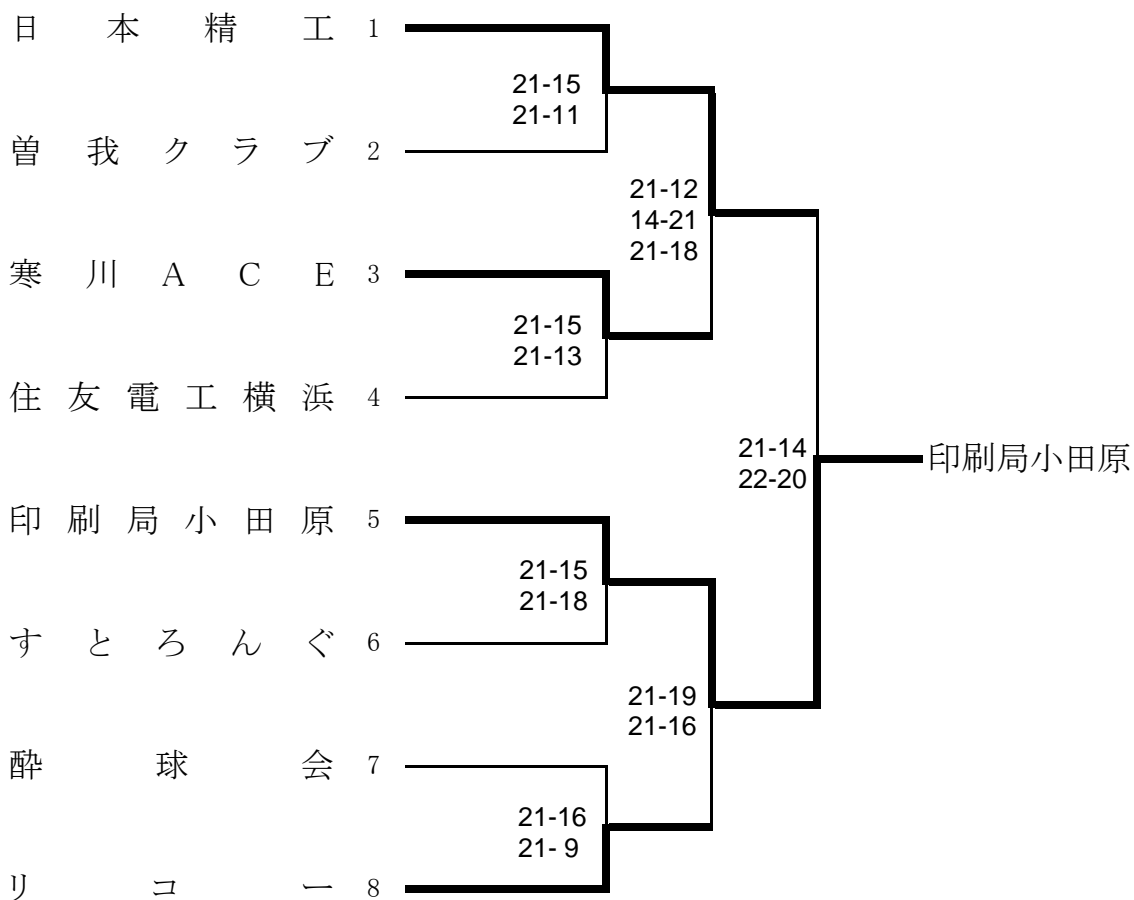 日本精工 1
21-15
21-11
曽我クラブ 2
21-12
14-21
21-18
寒川ACE 3
21-15
21-13
住友電工横浜 4
21-14
22-20
印刷局小田原
印刷局小田原 5
21-15
21-18
すとろんぐ 6
21-19
21-16
酔球会 7
21-16
21- 9
リコー 8